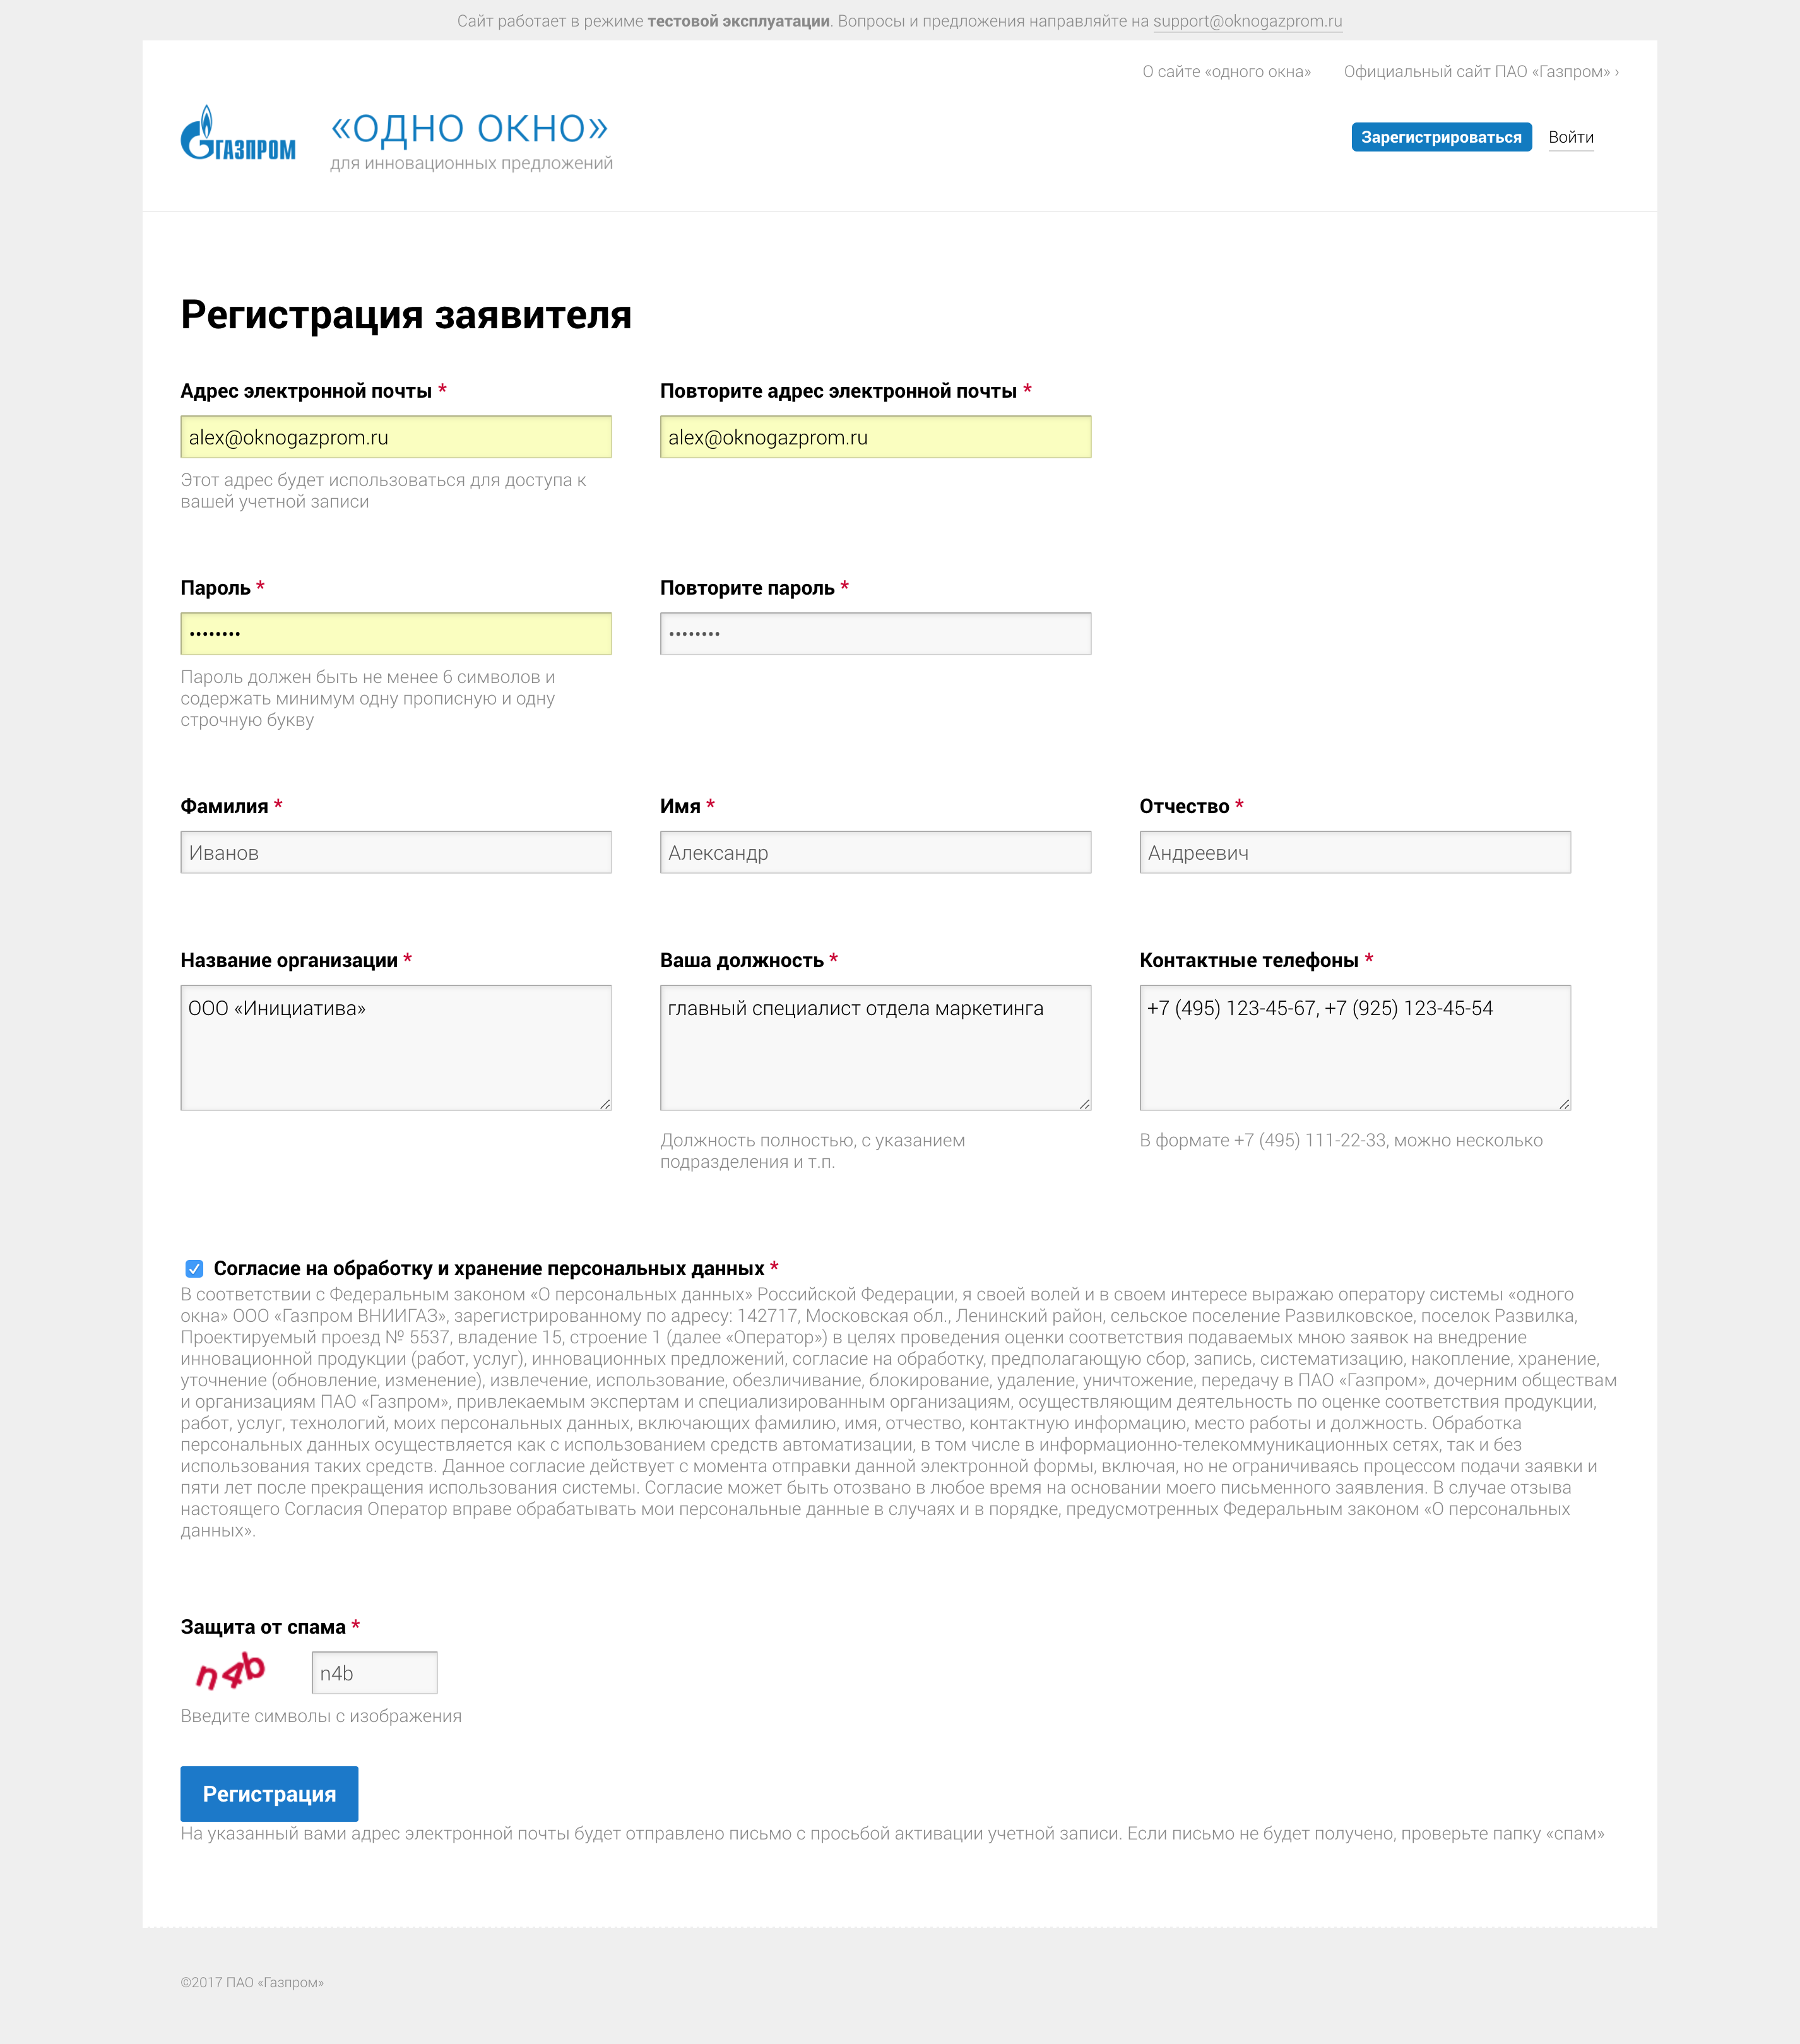 Сайт работает в режиме тестовой эксплуатации. Вопросы и предложения направляйте на support@oknogazprom.ru
О сайте «одного окна» Официальный сайт ПАО «Газпром» ›
ГАЗПРОМ
«ОДНО ОКНО»
для инновационных предложений
Зарегистрироваться Войти
Регистрация заявителя
Адрес электронной почты * Повторите адрес электронной почты *
alex@oknogazprom.ru alex@oknogazprom.ru
Этот адрес будет использоваться для доступа к
вашей учетной записи
Пароль * Повторите пароль *
•••••••• ••••••••
Пароль должен быть не менее 6 символов и
содержать минимум одну прописную и одну
строчную букву
Фамилия * Имя * Отчество *
Иванов Александр Андреевич
Название организации * Ваша должность * Контактные телефоны *
ООО «Инициатива» главный специалист отдела маркетинга +7 (495) 123-45-67, +7 (925) 123-45-54
Должность полностью, с указанием
подразделения и т.п.
В формате +7 (495) 111-22-33, можно несколько
Согласие на обработку и хранение персональных данных *
В соответствии с Федеральным законом «О персональных данных» Российской Федерации, я своей волей и в своем интересе выражаю оператору системы «одного
окна» ООО «Газпром ВНИИГАЗ», зарегистрированному по адресу: 142717, Московская обл., Ленинский район, сельское поселение Развилковское, поселок Развилка,
Проектируемый проезд № 5537, владение 15, строение 1 (далее «Оператор») в целях проведения оценки соответствия подаваемых мною заявок на внедрение
инновационной продукции (работ, услуг), инновационных предложений, согласие на обработку, предполагающую сбор, запись, систематизацию, накопление, хранение,
уточнение (обновление, изменение), извлечение, использование, обезличивание, блокирование, удаление, уничтожение, передачу в ПАО «Газпром», дочерним обществам
и организациям ПАО «Газпром», привлекаемым экспертам и специализированным организациям, осуществляющим деятельность по оценке соответствия продукции,
работ, услуг, технологий, моих персональных данных, включающих фамилию, имя, отчество, контактную информацию, место работы и должность. Обработка
персональных данных осуществляется как с использованием средств автоматизации, в том числе в информационно-телекоммуникационных сетях, так и без
использования таких средств. Данное согласие действует с момента отправки данной электронной формы, включая, но не ограничиваясь процессом подачи заявки и
пяти лет после прекращения использования системы. Согласие может быть отозвано в любое время на основании моего письменного заявления. В случае отзыва
настоящего Согласия Оператор вправе обрабатывать мои персональные данные в случаях и в порядке, предусмотренных Федеральным законом «О персональных
данных».
Защита от спама *
n4b n4b
Введите символы с изображения
Регистрация
На указанный вами адрес электронной почты будет отправлено письмо с просьбой активации учетной записи. Если письмо не будет получено, проверьте папку «спам»
©2017 ПАО «Газпром»